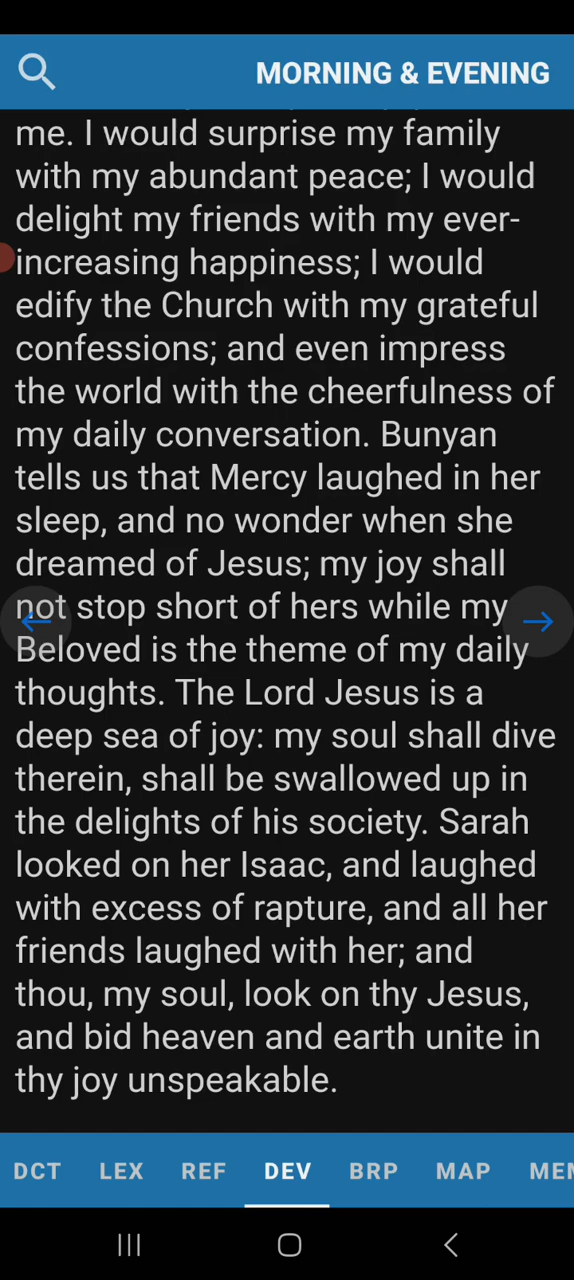 MORNING & EVENING
me. I would surprise my family
with my abundant peace; I would
delight my friends with my ever-
increasing happiness; I would
edify the Church with my grateful
confessions; and even impress
the world with the cheerfulness of
my daily conversation. Bunyan
tells us that Mercy laughed in her
sleep, and no wonder when she
dreamed of Jesus; my joy shall
not stop short of hers while my
Beloved is the theme of my daily
thoughts. The Lord Jesus is a
deep sea of joy: my soul shall dive
therein, shall be swallowed up in
the delights of his society. Sarah
looked on her Isaac, and laughed
with excess of rapture, and all her
friends laughed with her; and
thou, my soul, look on thy Jesus,
and bid heaven and earth unite in
thy joy unspeakable.
DCT LEX REF DEV BRP MAP